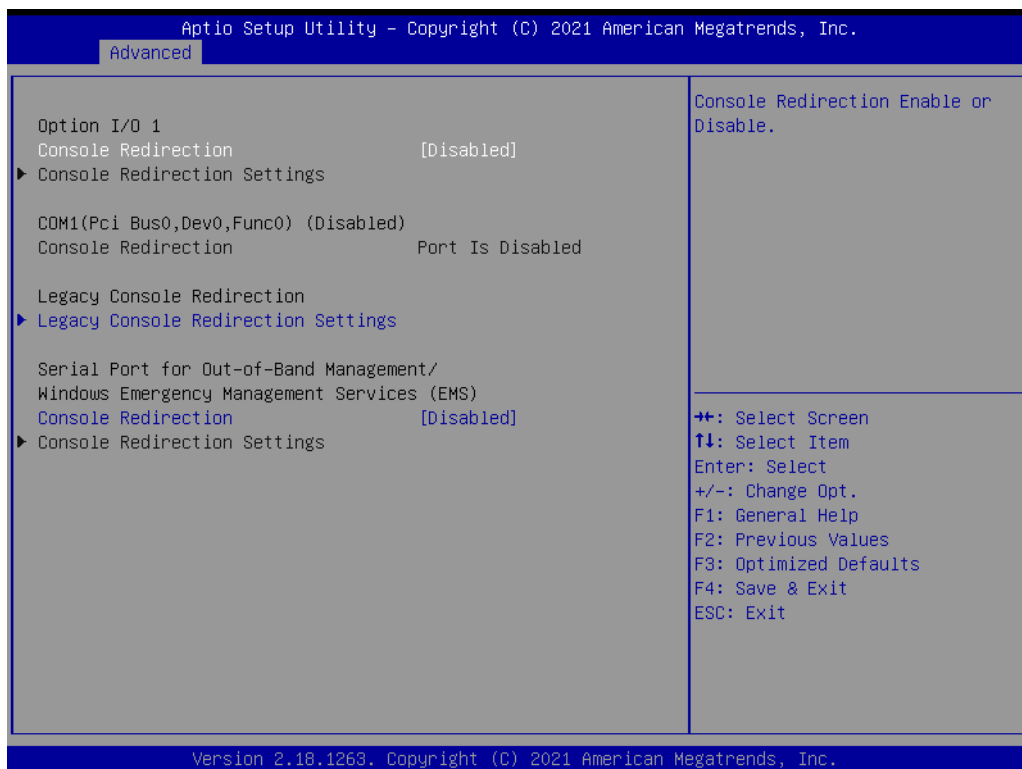 Aptio Setup Utility – Copyright (C) 2021 American Megatrends, Inc.
Advanced
Option I/O 1
Console Redirection [Disabled]
▶ Console Redirection Settings
COM1(Pci Bus0,Dev0,Func0) (Disabled)
Console Redirection Port Is Disabled
Legacy Console Redirection
▶ Legacy Console Redirection Settings
Serial Port for Out-of-Band Management/
Windows Emergency Management Services (EMS)
Console Redirection [Disabled]
▶ Console Redirection Settings
Console Redirection Enable or
Disable.
→←: Select Screen
↑↓: Select Item
Enter: Select
+/-: Change Opt.
F1: General Help
F2: Previous Values
F3: Optimized Defaults
F4: Save & Exit
ESC: Exit
Version 2.18.1263. Copyright (C) 2021 American Megatrends, Inc.